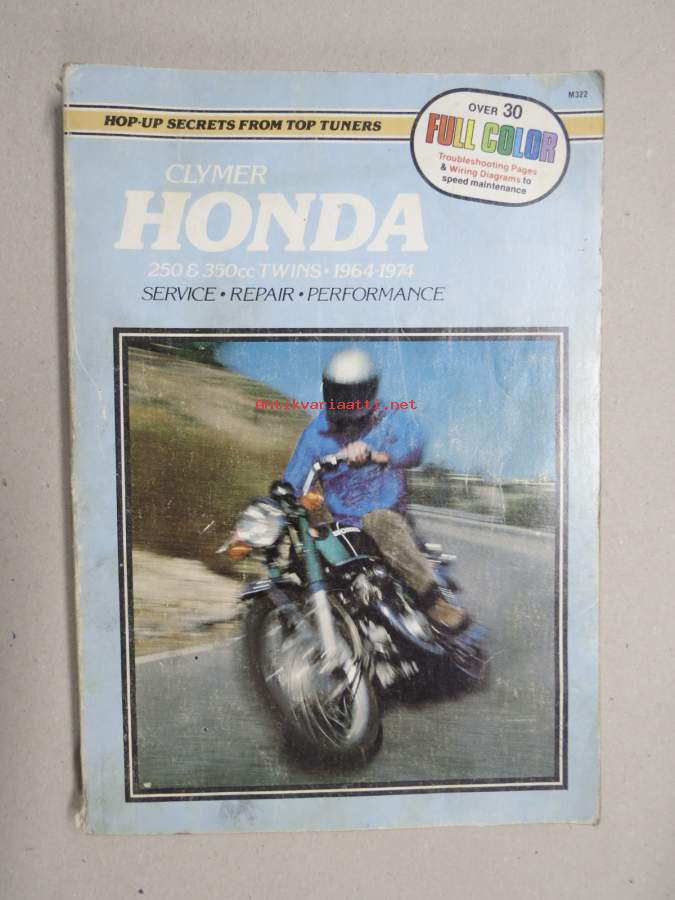 M322
HOP-UP SECRETS FROM TOP TUNERS
OVER 30
FULL COLOR
Troubleshooting Pages
& Wiring Diagrams to
speed maintenance
CLYMER
HONDA
250 & 350cc TWINS • 1964-1974
SERVICE • REPAIR • PERFORMANCE
Antikvariaatti.net